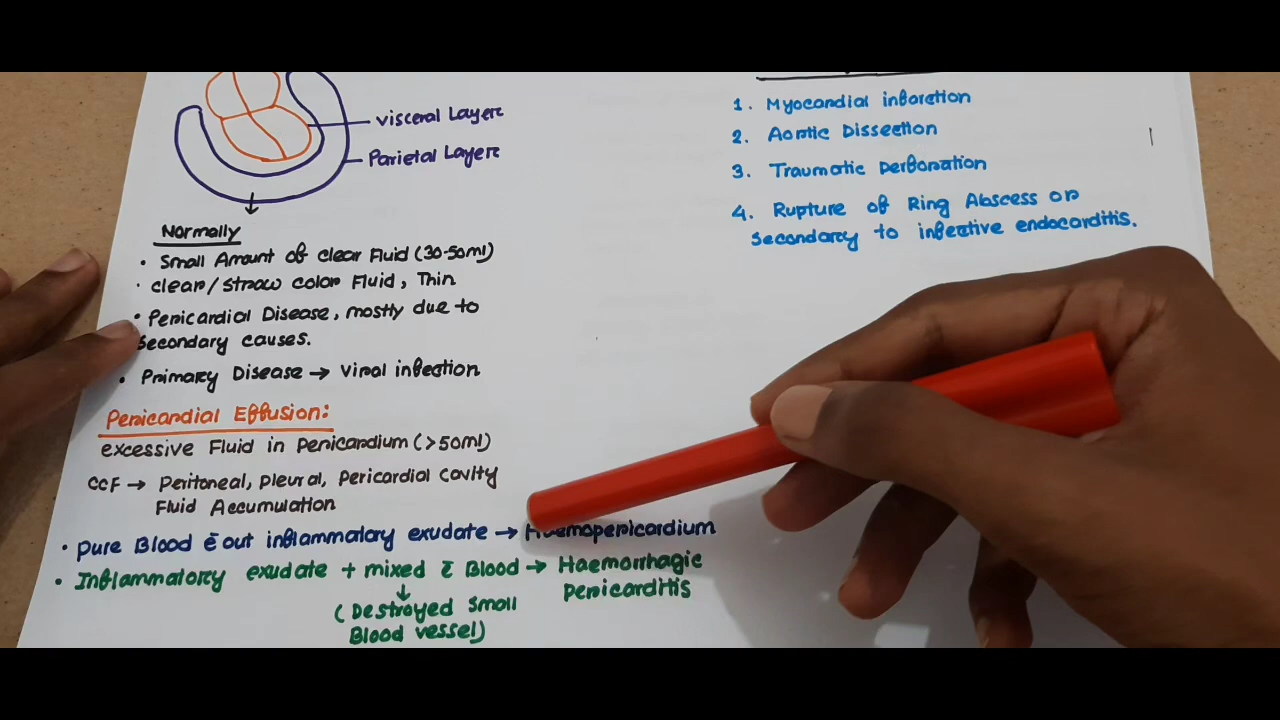 visceral Layer
Parietal Layer
Normally
• Small Amount of clear Fluid (30-50ml)
• clear/straw color Fluid, Thin
• Pericardial Disease, mostly due to
Secondary causes.
• Primary Disease → Viral infection
Pericardial Effusion:
excessive Fluid in Pericardium (>50ml)
CCF → Peritoneal, Pleural, Pericardial cavity
Fluid Accumulation
• Pure Blood c̄ out inflammatory exudate → Haemopericardium
• Inflammatory exudate + mixed c̄ Blood → Haemorrhagic
Pericarditis
↓
(Destroyed Small
Blood vessel)
1. Myocardial infarction
2. Aortic Dissection
3. Traumatic perforation
4. Rupture of Ring Abscess or
Secondary to infective endocarditis.